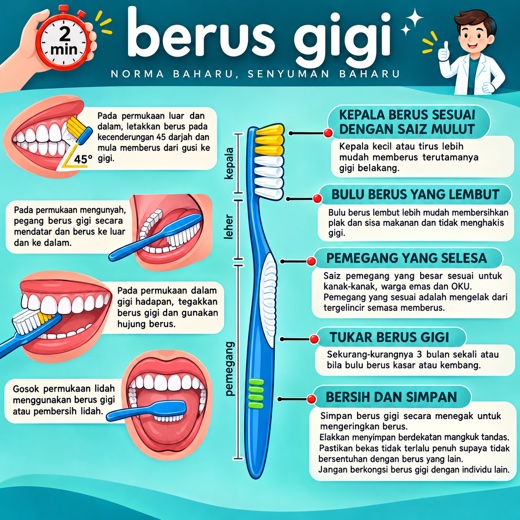 2
min
berus gigi
NORMA BAHARU, SENYUMAN BAHARU
Pada permukaan luar dan
dalam, letakkan berus pada
kecenderungan 45 darjah dan
mula memberus dari gusi ke
gigi.
45°
Pada permukaan mengunyah,
pegang berus gigi secara
mendatar dan berus ke luar
dan ke dalam.
Pada permukaan dalam
gigi hadapan, tegakkan
berus gigi dan gunakan
hujung berus.
Gosok permukaan lidah
menggunakan berus gigi
atau pembersih lidah.
kepala
leher
pemegang
KEPALA BERUS SESUAI
DENGAN SAIZ MULUT
Kepala kecil atau tirus lebih
mudah memberus terutamanya
gigi belakang.
BULU BERUS YANG LEMBUT
Bulu berus lembut lebih mudah membersihkan
plak dan sisa makanan dan tidak menghakis
gigi.
PEMEGANG YANG SELESA
Saiz pemegang yang besar sesuai untuk
kanak-kanak, warga emas dan OKU.
Pemegang yang sesuai adalah mengelak dari
tergelincir semasa memberus.
TUKAR BERUS GIGI
Sekurang-kurangnya 3 bulan sekali atau
bila bulu berus kasar atau kembang.
BERSIH DAN SIMPAN
Simpan berus gigi secara menegak untuk
mengeringkan berus.
Elakkan menyimpan berdekatan mangkuk tandas.
Pastikan bekas tidak terlalu penuh supaya tidak
bersentuhan dengan berus yang lain.
Jangan berkongsi berus gigi dengan individu lain.